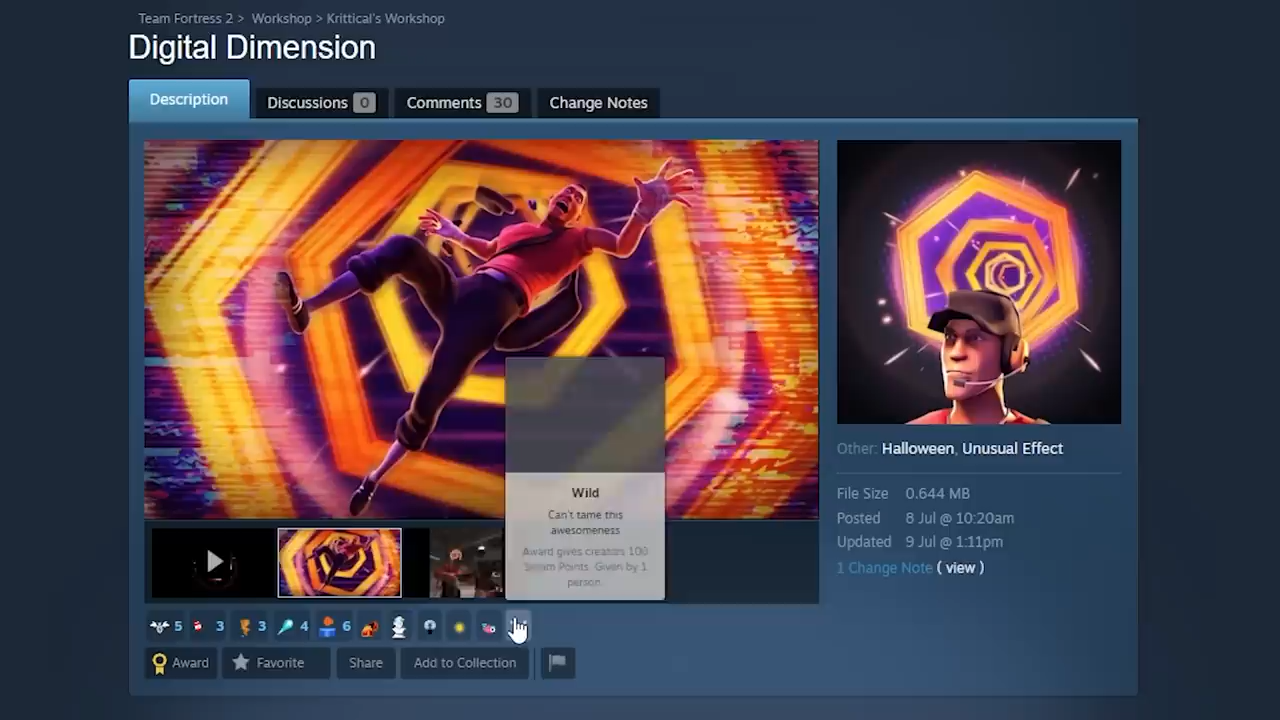 Team Fortress 2 > Workshop > Krittical's Workshop
Digital Dimension
Description
Discussions 0
Comments 30
Change Notes
Other: Halloween, Unusual Effect
File Size 0.644 MB
Posted 8 Jul @ 10:20am
Updated 9 Jul @ 1:11pm
1 Change Note ( view )
Wild
Can't tame this
awesomeness
Award gives creators 100
Steam Points. Given by 1
person.
5 3 3 4 6
Award
Favorite
Share
Add to Collection